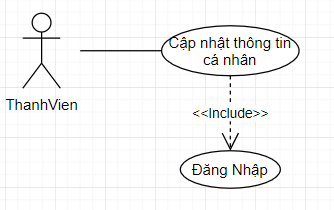 Cập nhật thông tin
cá nhân
ThanhVien
<<Include>>
Đăng Nhập